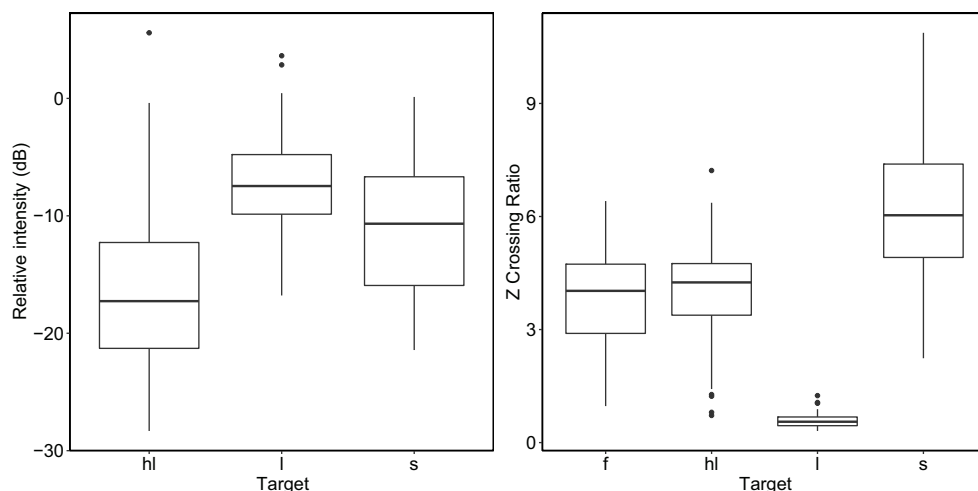 Relative intensity (dB)
0
−10
−20
−30
hl
l
s
Target
Z Crossing Ratio
9
6
3
0
f
hl
l
s
Target